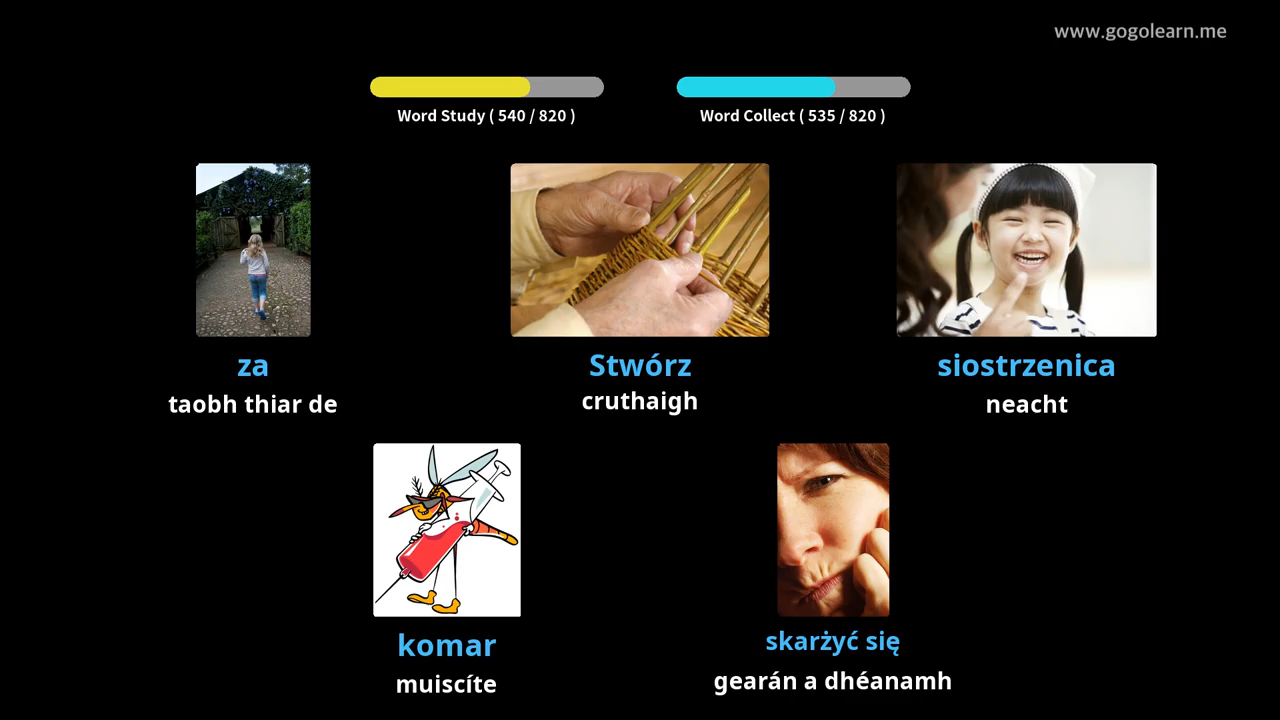 www.gogolearn.me
Word Study ( 540 / 820 )
Word Collect ( 535 / 820 )
za
taobh thiar de
Stwórz
cruthaigh
siostrzenica
neacht
komar
muiscíte
skarżyć się
gearán a dhéanamh